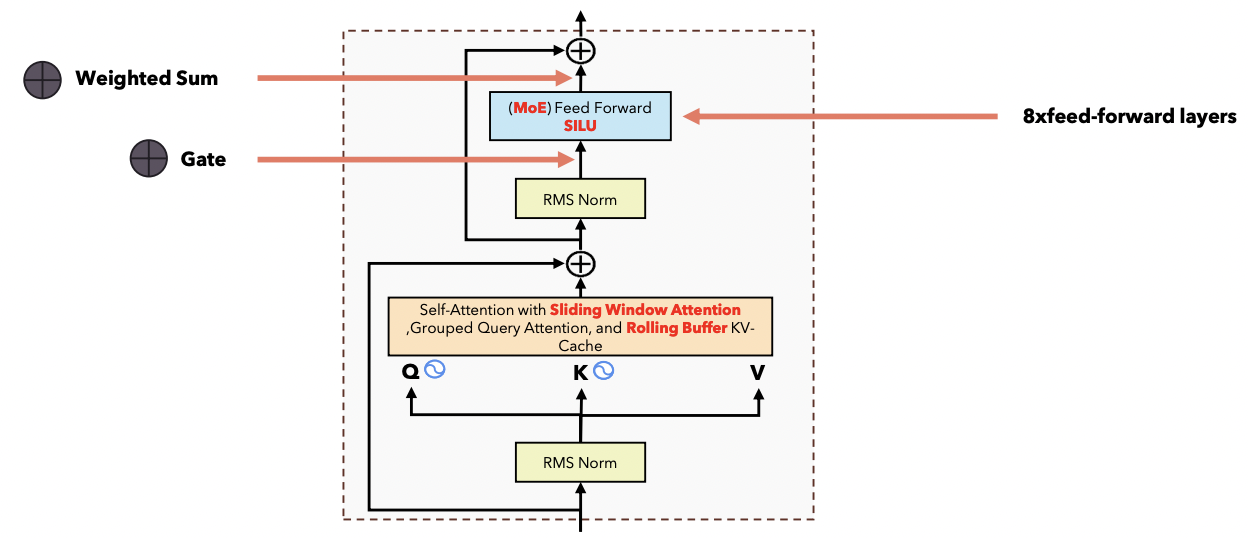 Weighted Sum
(MoE) Feed Forward
SILU
8xfeed-forward layers
Gate
RMS Norm
Self-Attention with Sliding Window Attention
,Grouped Query Attention, and Rolling Buffer KV-
Cache
Q K V
RMS Norm